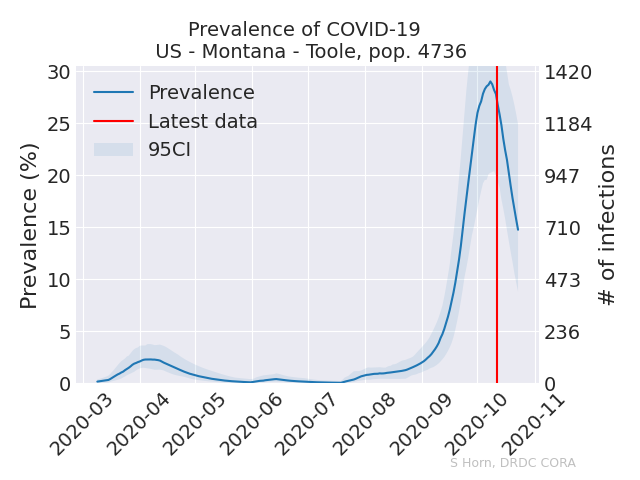 Prevalence of COVID-19
US - Montana - Toole, pop. 4736
Prevalence
Latest data
95CI
Prevalence (%)
30
25
20
15
10
5
0
# of infections
1420
1184
947
710
473
236
0
2020-03
2020-04
2020-05
2020-06
2020-07
2020-08
2020-09
2020-10
2020-11
S Horn, DRDC CORA